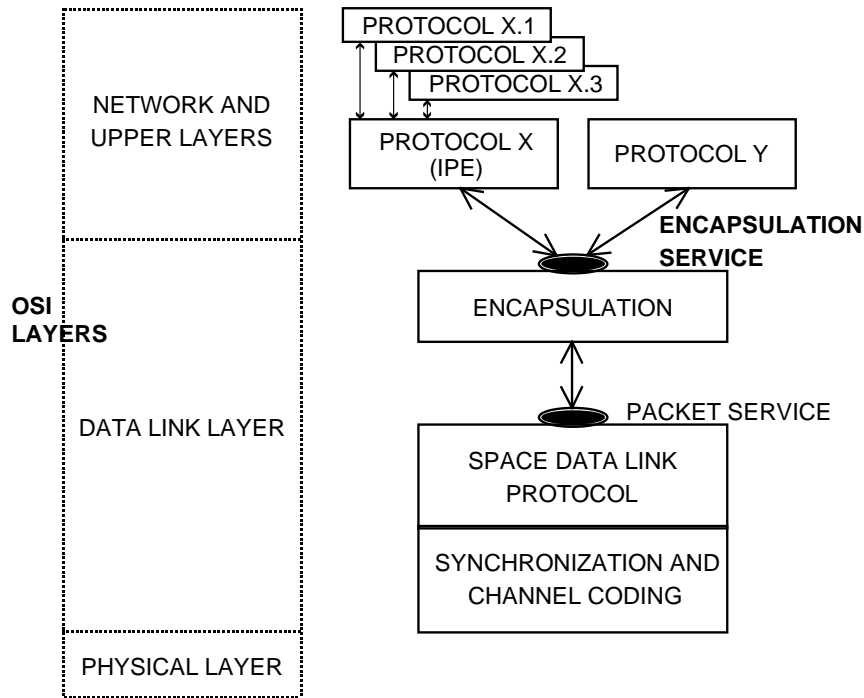 PROTOCOL X.1
PROTOCOL X.2
PROTOCOL X.3
NETWORK AND
UPPER LAYERS
PROTOCOL X
(IPE)
PROTOCOL Y
ENCAPSULATION
SERVICE
OSI
LAYERS
ENCAPSULATION
DATA LINK LAYER
PACKET SERVICE
SPACE DATA LINK
PROTOCOL
SYNCHRONIZATION AND
CHANNEL CODING
PHYSICAL LAYER